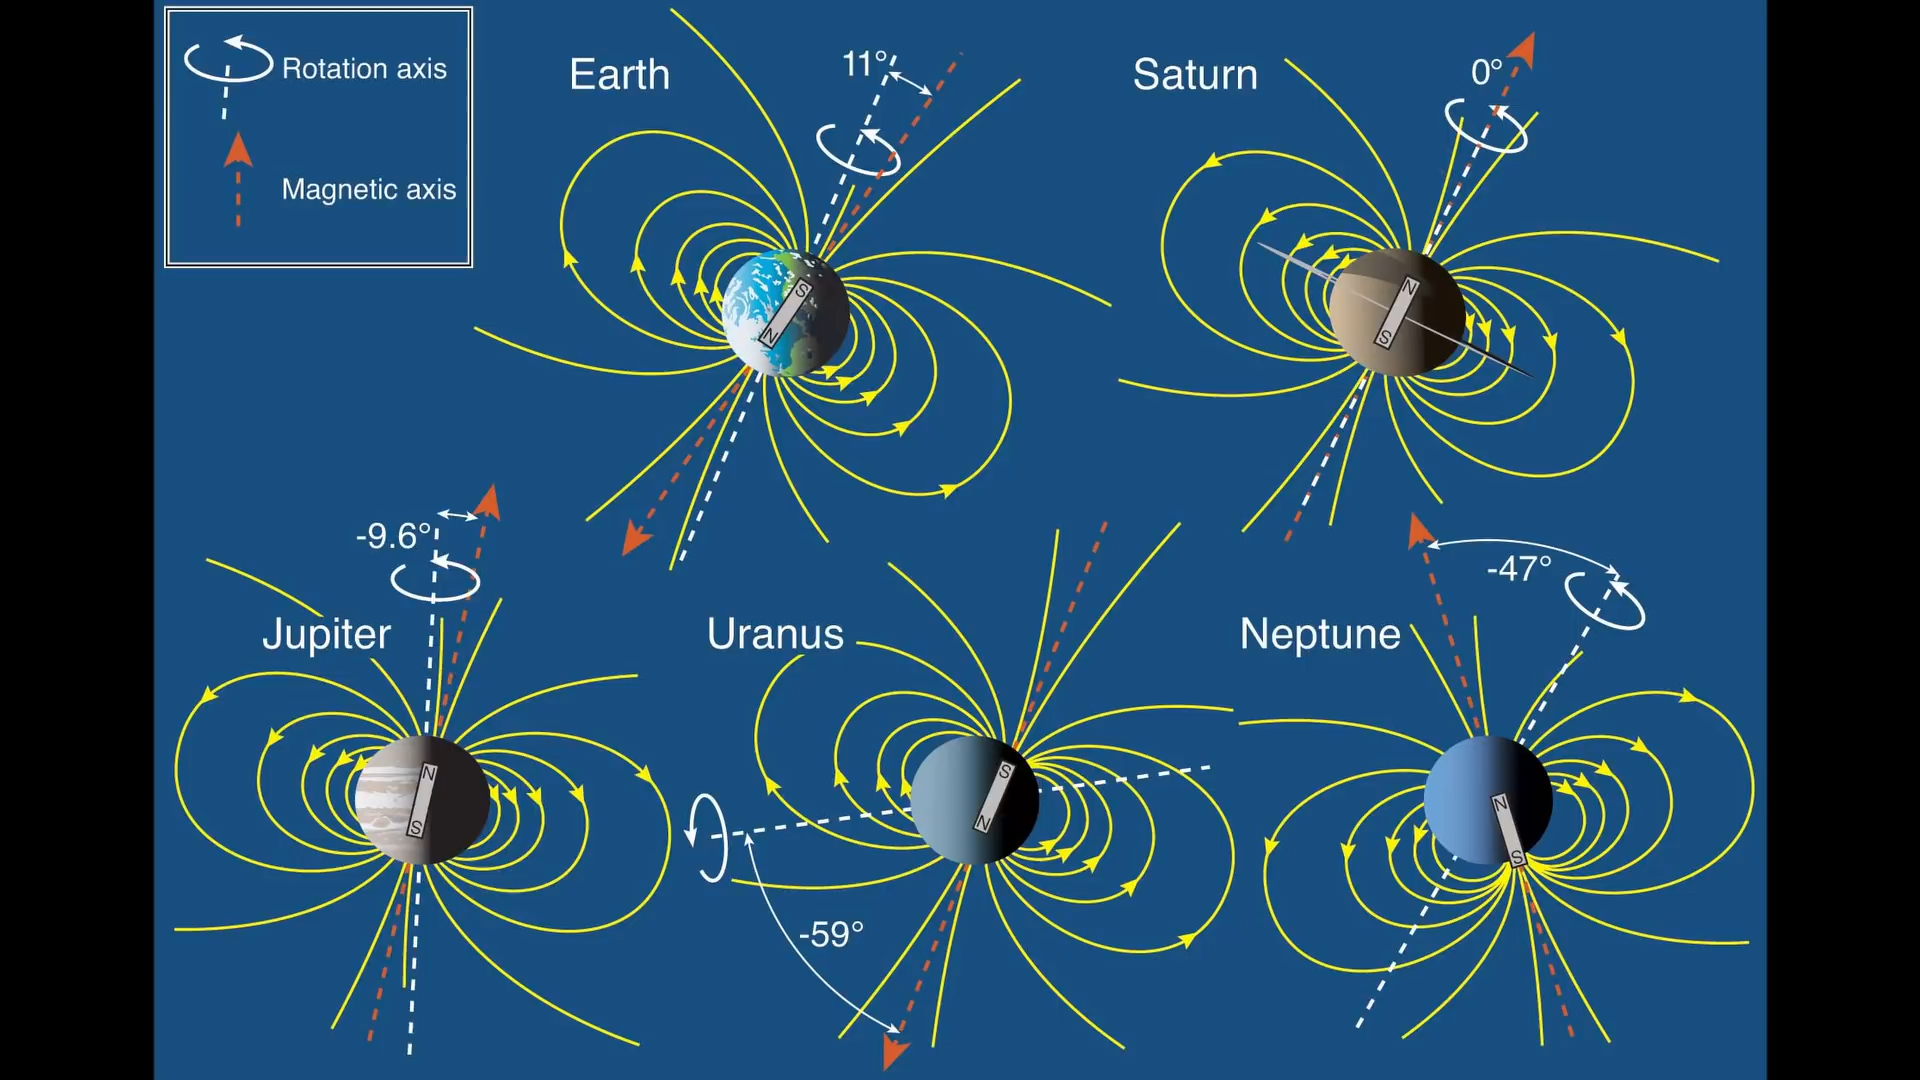 Rotation axis
Magnetic axis
Earth
11°
S
N
Saturn
0°
N
S
Jupiter
-9.6°
N
S
Uranus
-59°
S
N
Neptune
-47°
N
S